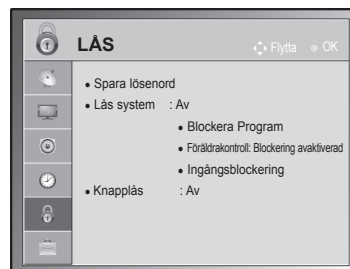 LÅS
Flytta OK
• Spara lösenord
• Lås system : Av
• Blockera Program
• Föräldrakontroll: Blockering avaktiverad
• Ingångsblockering
• Knapplås : Av